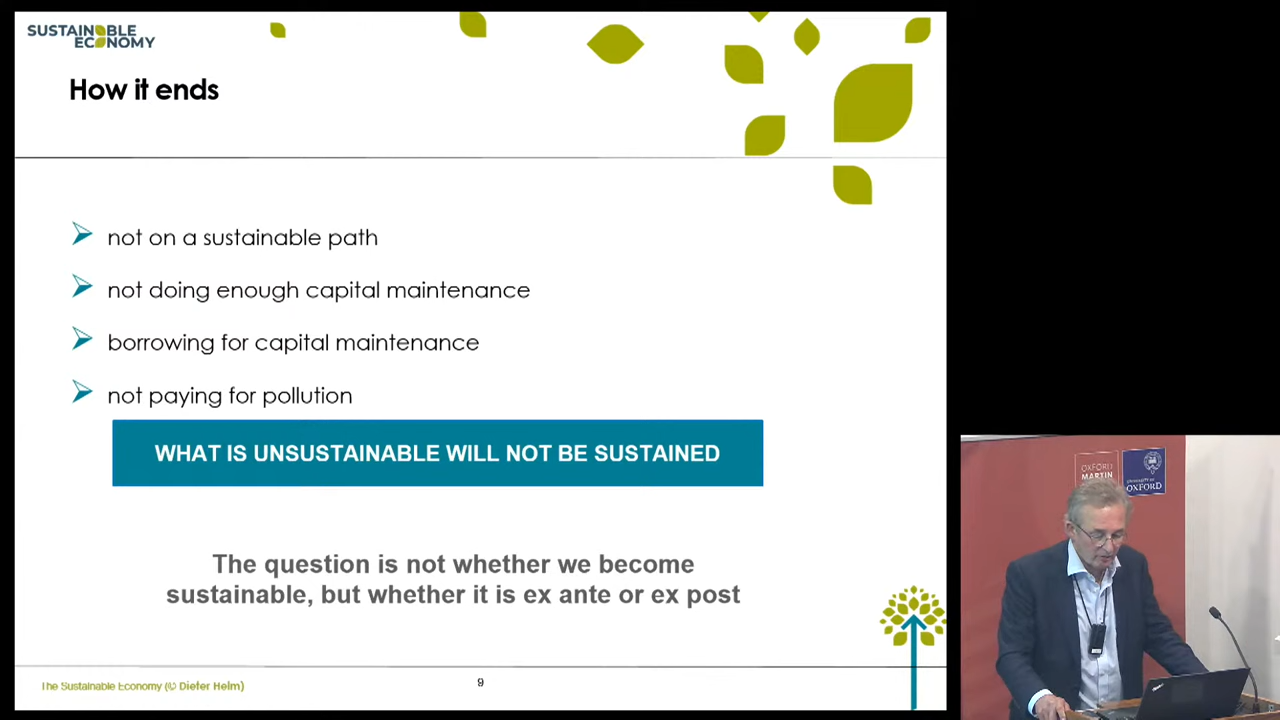 SUSTAINABLE
ECONOMY
How it ends
not on a sustainable path
not doing enough capital maintenance
borrowing for capital maintenance
not paying for pollution
WHAT IS UNSUSTAINABLE WILL NOT BE SUSTAINED
The question is not whether we become
sustainable, but whether it is ex ante or ex post
The Sustainable Economy (© Dieter Helm)
9
OXFORD
MARTIN
UNIVERSITY OF
OXFORD